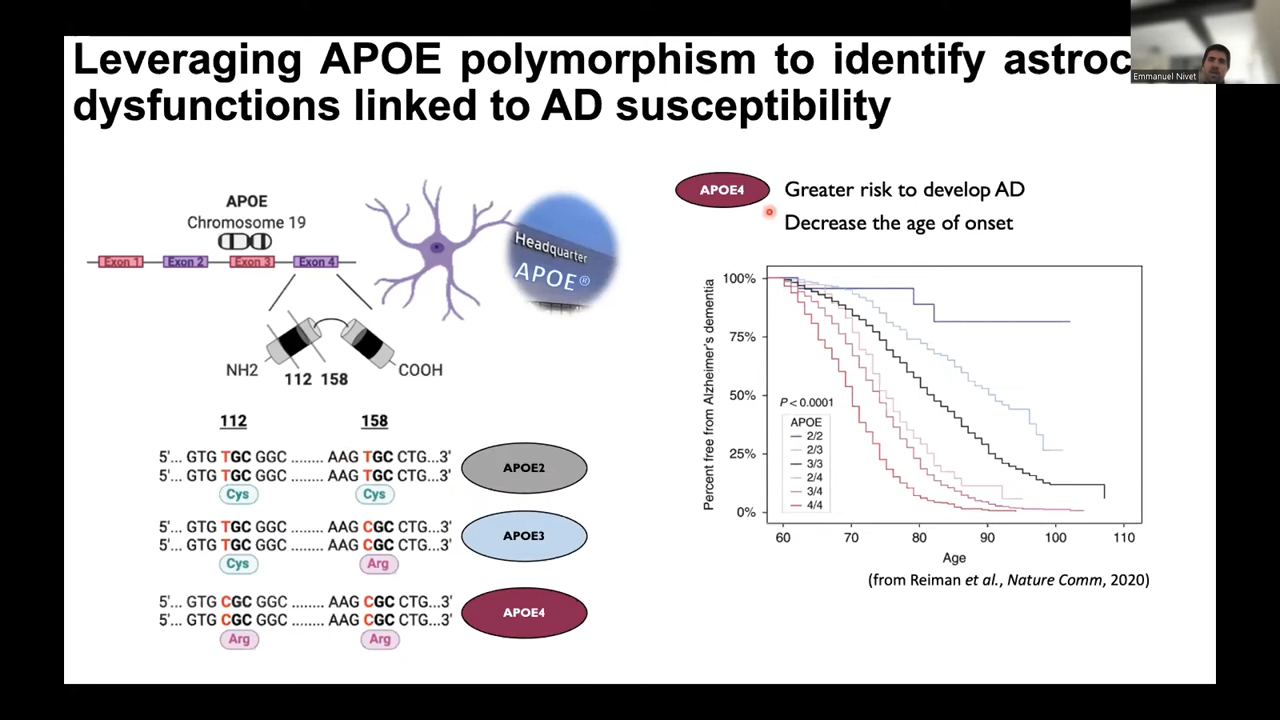 Leveraging APOE polymorphism to identify astroc
dysfunctions linked to AD susceptibility
Emmanuel Nivet
APOE
Chromosome 19
Exon 1 Exon 2 Exon 3 Exon 4
NH2
112 158
COOH
Headquarter
APOE®
112 158
5'... GTG TGC GGC ........ AAG TGC CTG...3'
5'... GTG TGC GGC ........ AAG TGC CTG...3'
Cys Cys
APOE2
5'... GTG TGC GGC ........ AAG CGC CTG...3'
5'... GTG TGC GGC ........ AAG CGC CTG...3'
Cys Arg
APOE3
5'... GTG CGC GGC ........ AAG CGC CTG...3'
5'... GTG CGC GGC ........ AAG CGC CTG...3'
Arg Arg
APOE4
APOE4
Greater risk to develop AD
Decrease the age of onset
Percent free from Alzheimer's dementia
100%
75%
50%
25%
0%
P < 0.0001
APOE
2/2
2/3
3/3
2/4
3/4
4/4
60 70 80 90 100 110
Age
(from Reiman et al., Nature Comm, 2020)